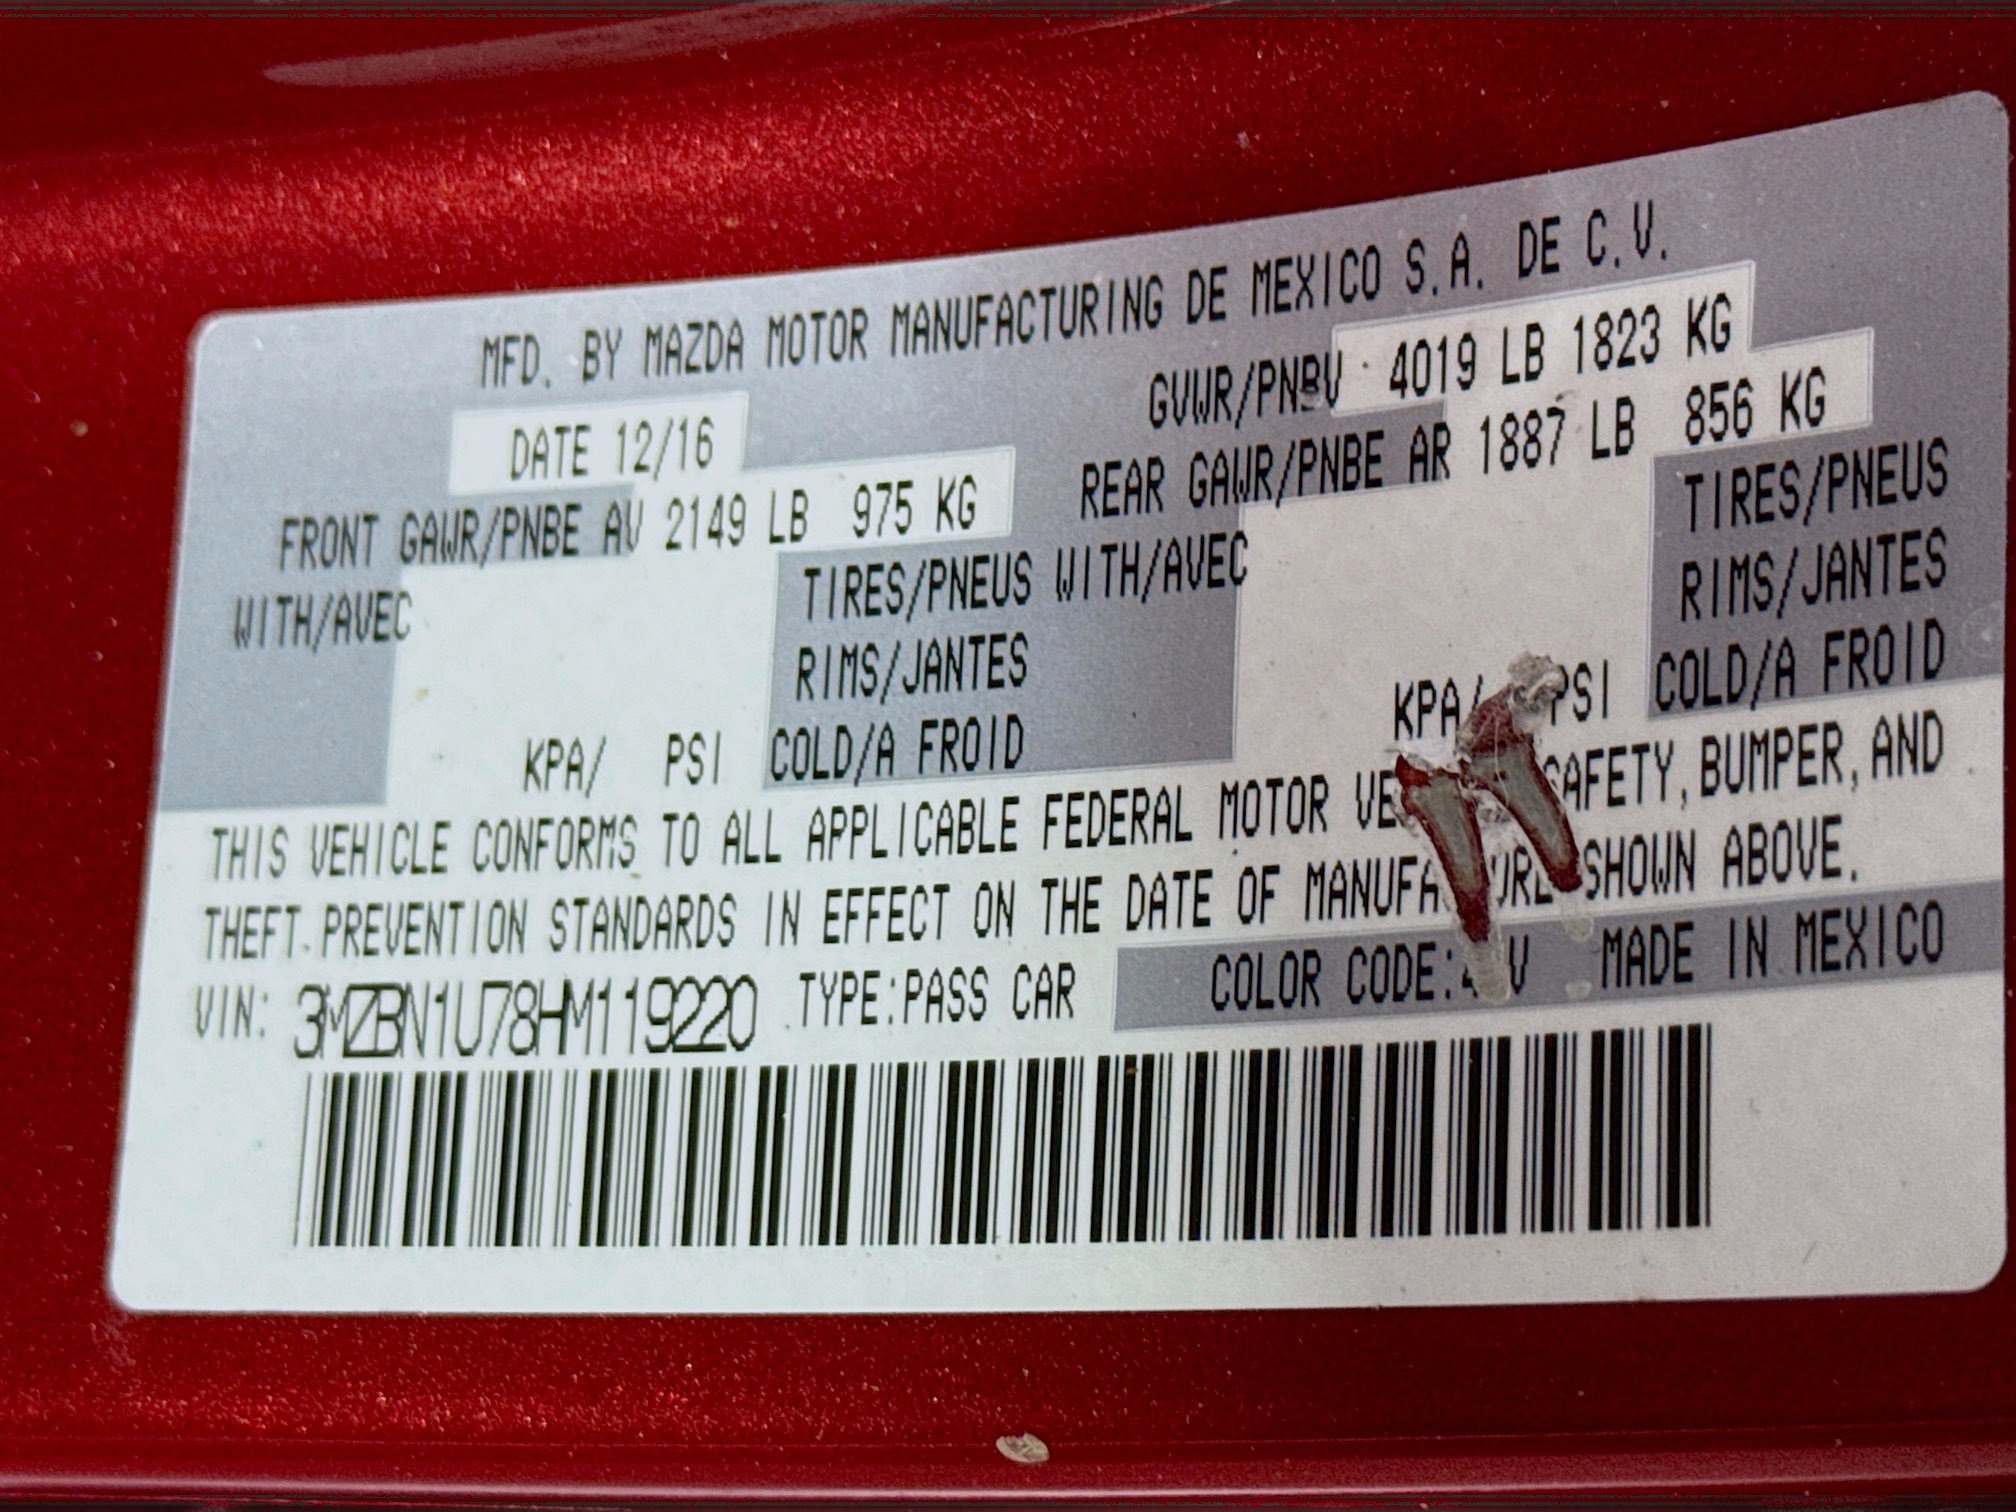 MFD. BY MAZDA MOTOR MANUFACTURING DE MEXICO S.A. DE C.V.
DATE 12/16 GVWR/PNBV 4019 LB 1823 KG
FRONT GAWR/PNBE AV 2149 LB 975 KG REAR GAWR/PNBE AR 1887 LB 856 KG
WITH/AVEC TIRES/PNEUS WITH/AVEC TIRES/PNEUS
RIMS/JANTES RIMS/JANTES
KPA/ PSI COLD/A FROID KPA/ PSI COLD/A FROID
THIS VEHICLE CONFORMS TO ALL APPLICABLE FEDERAL MOTOR SAFETY, BUMPER, AND
THEFT PREVENTION STANDARDS IN EFFECT ON THE DATE OF SHOWN ABOVE.
VIN: 3MZBN1U78HM119220 TYPE:PASS CAR COLOR CODE: MADE IN MEXICO